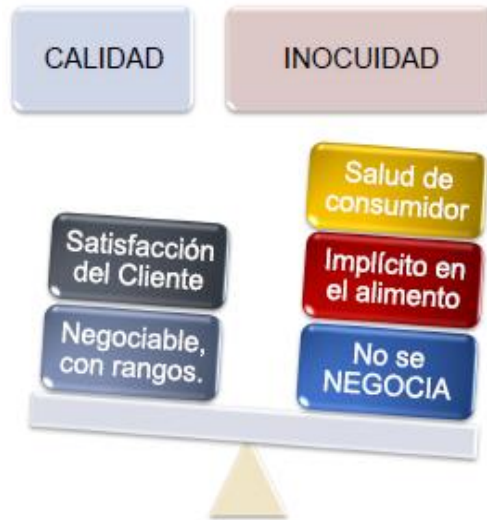 CALIDAD
INOCUIDAD
Satisfacción
del Cliente
Negociable,
con rangos.
Salud de
consumidor
Implícito en
el alimento
No se
NEGOCIA